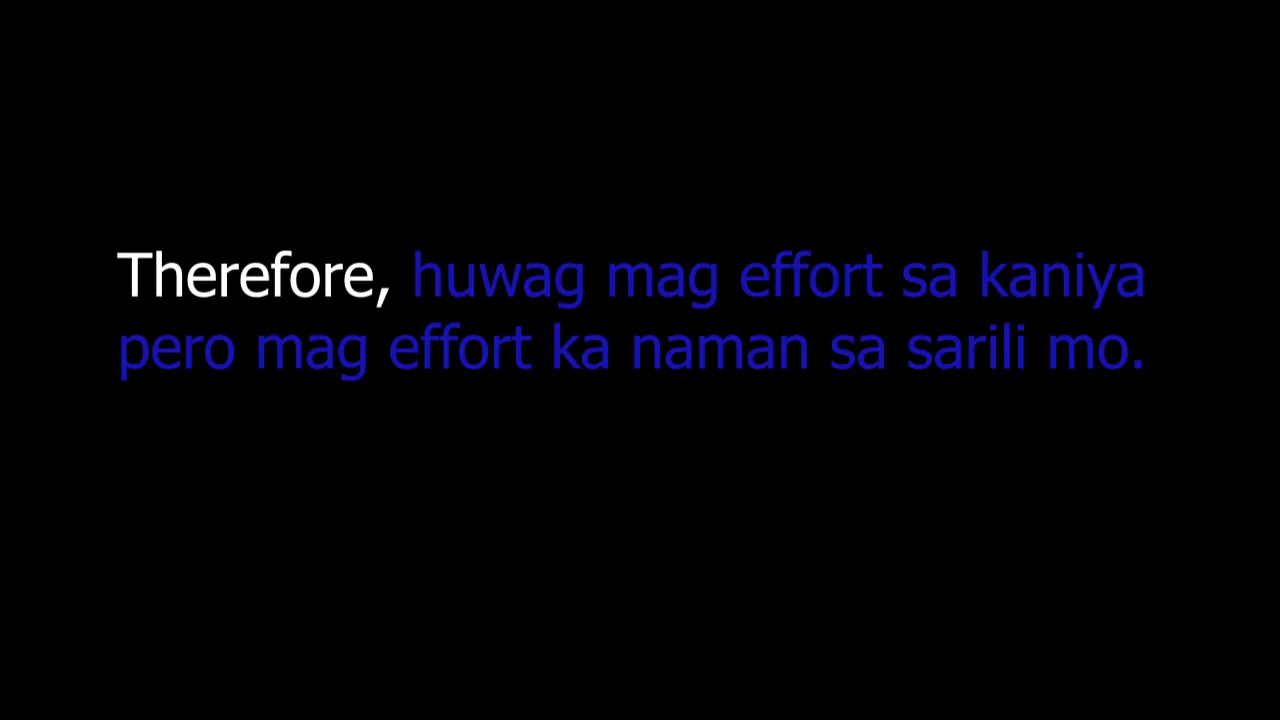 Therefore, huwag mag effort sa kaniya
pero mag effort ka naman sa sarili mo.